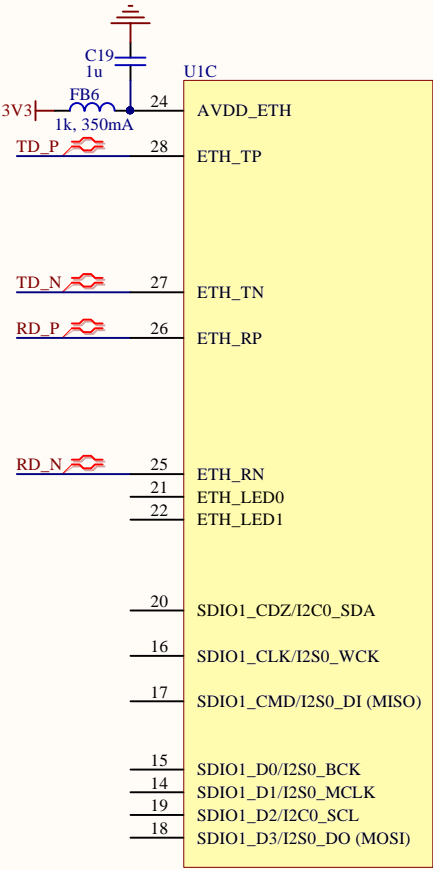 C19
1u
U1C
FB6
3V3
1k, 350mA
24 AVDD_ETH
TD_P 28 ETH_TP
TD_N 27 ETH_TN
RD_P 26 ETH_RP
RD_N 25 ETH_RN
21 ETH_LED0
22 ETH_LED1
20 SDIO1_CDZ/I2C0_SDA
16 SDIO1_CLK/I2S0_WCK
17 SDIO1_CMD/I2S0_DI (MISO)
15 SDIO1_D0/I2S0_BCK
14 SDIO1_D1/I2S0_MCLK
19 SDIO1_D2/I2C0_SCL
18 SDIO1_D3/I2S0_DO (MOSI)